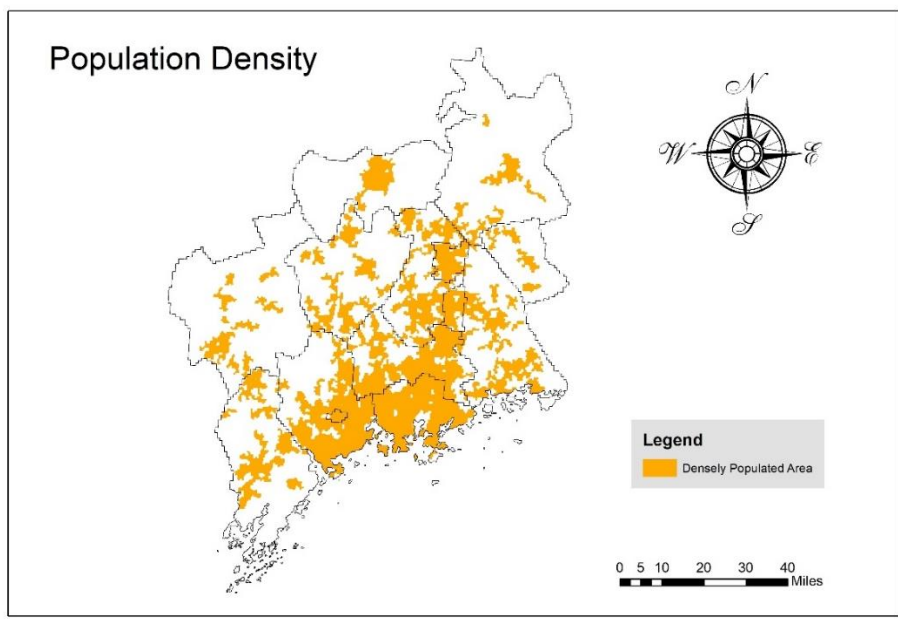 Population Density
N
W E
S
Legend
Densely Populated Area
0 5 10 20 30 40
Miles